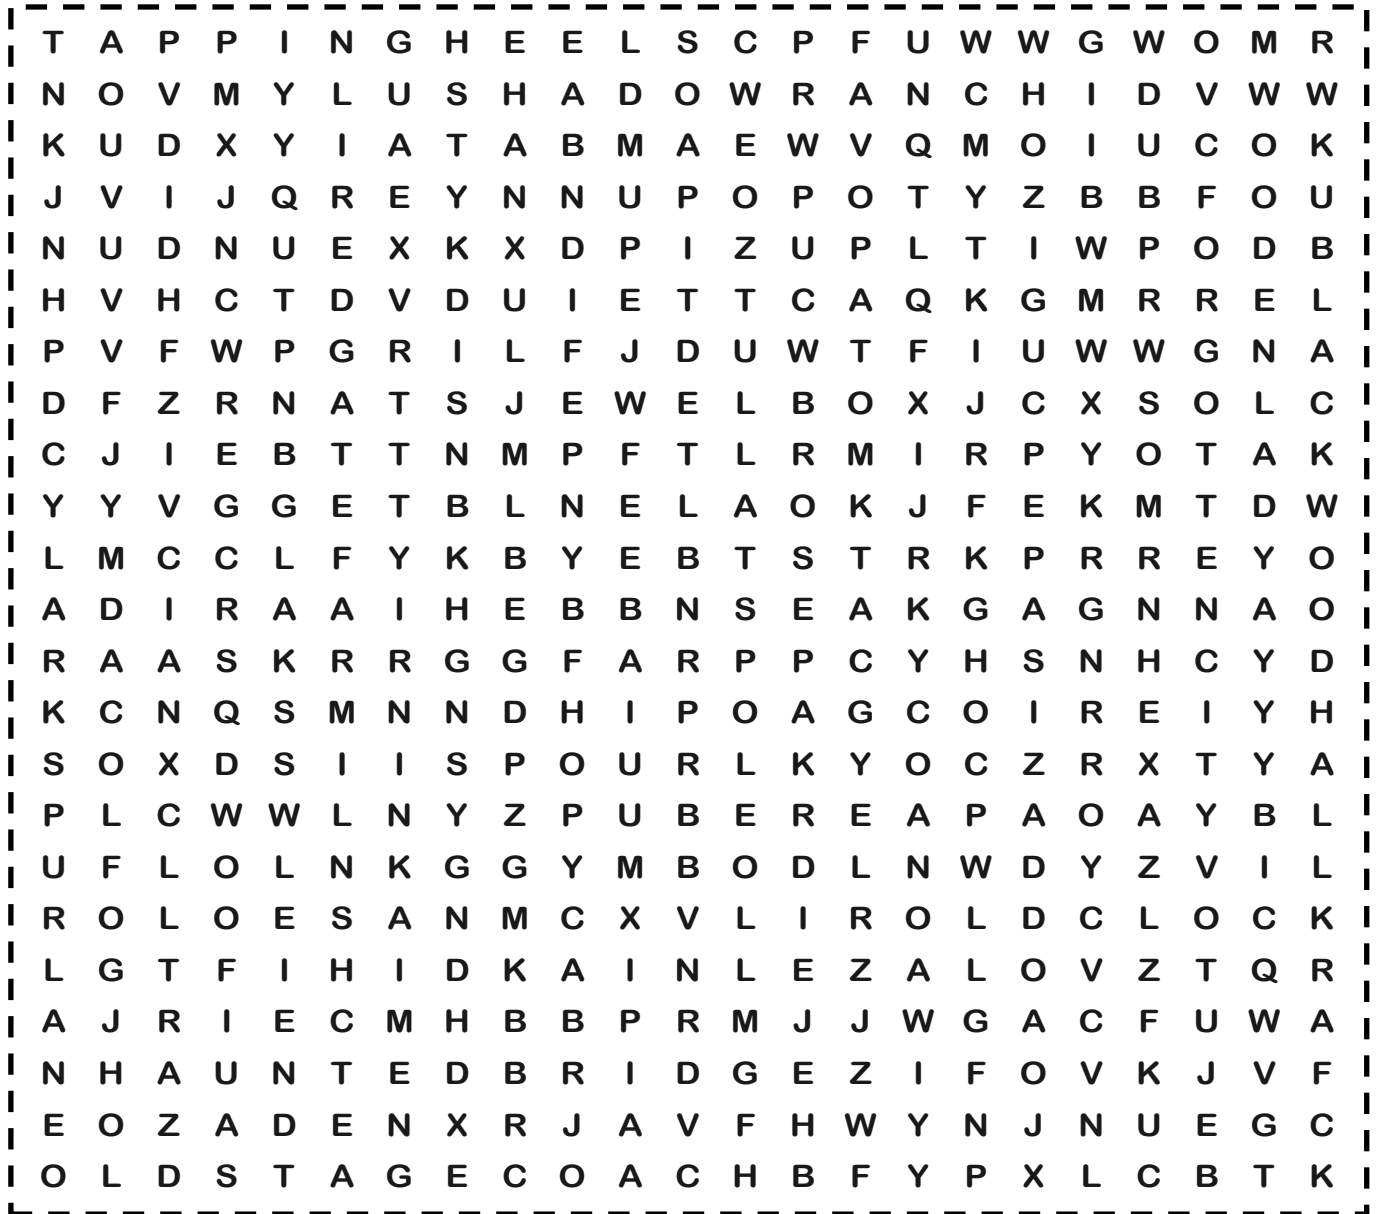 T A P P I N G H E E L S C P F U W W G W O M R
N O V M Y L U S H A D O W R A N C H I D V W W
K U D X Y I A T A B M A E W V Q M O I U C O K
J V I J Q R E Y N N U P O P O T Y Z B B F O U
N U D N U E X K X D P I Z U P L T I W P O D B
H V H C T D V D U I E T T C A Q K G M R R E L
P V F W P G R I L F J D U W T F I U W W G N A
D F Z R N A T S J E W E L B O X J C X S O L C
C J I E B T T N M P F T L R M I R P Y O T A K
Y Y V G G E T B L N E L A O K J F E K M T D W
L M C C L F Y K B Y E B T S T R K P R R E Y O
A D I R A A I H E B B N S E A K G A G N N A O
R A A S K R R G G F A R P P C Y H S N H C Y D
K C N Q S M N N D H I P O A G C O I R E I Y H
S O X D S I I S P O U R L K Y O C Z R X T Y A
P L C W W L N Y Z P U B E R E A P A O A Y B L
U F L O L N K G G Y M B O D L N W D Y Z V I L
R O L O E S A N M C X V L I R O L D C L O C K
L G T F I H I D K A I N L E Z A L O V Z T Q R
A J R I E C M H B B P R M J J W G A C F U W A
N H A U N T E D B R I D G E Z I F O V K J V F
E O Z A D E N X R J A V F H W Y N J N U E G C
O L D S T A G E C O A C H B F Y P X L C B T K